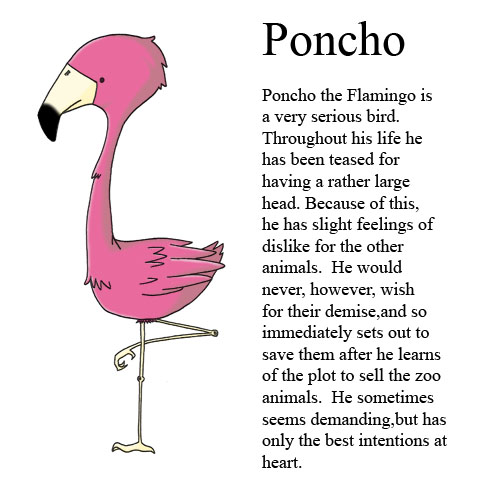 Poncho
Poncho the Flamingo is
a very serious bird.
Throughout his life he
has been teased for
having a rather large
head. Because of this,
he has slight feelings of
dislike for the other
animals.  He would
never, however, wish
for their demise,and so
immediately sets out to
save them after he learns
of the plot to sell the zoo
animals.  He sometimes
seems demanding,but has
only the best intentions at
heart.